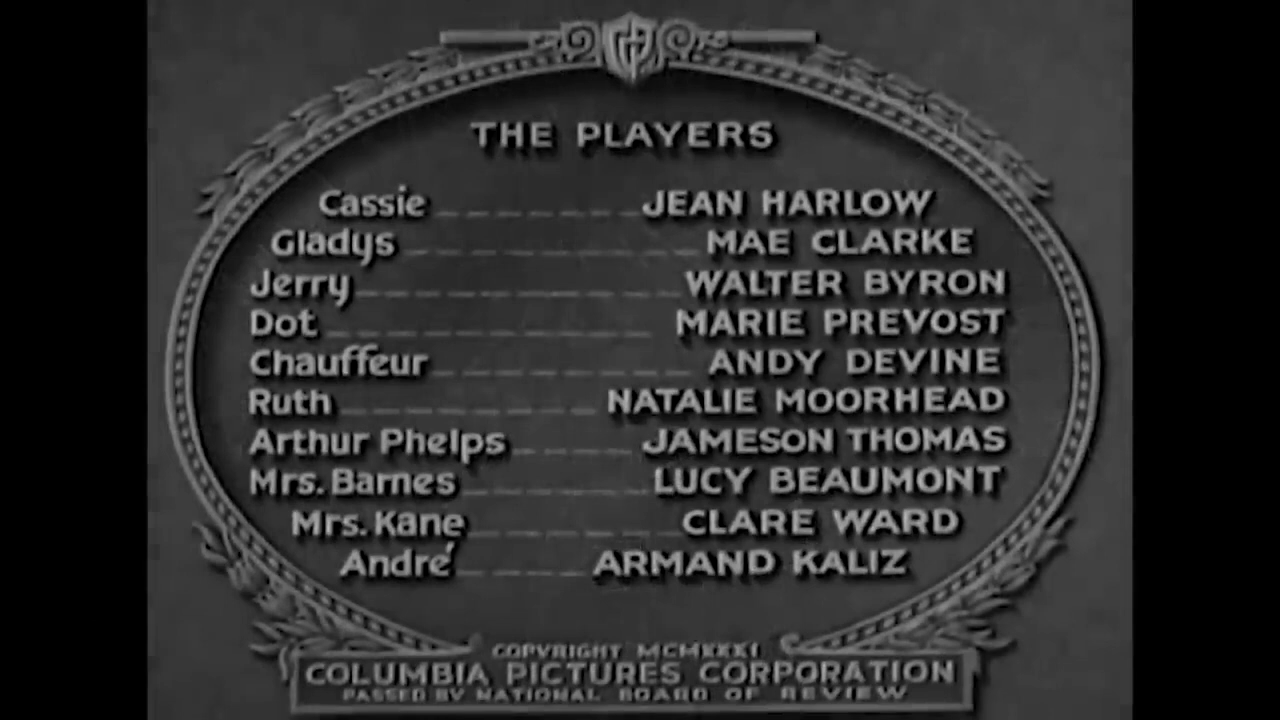 THE PLAYERS
Cassie JEAN HARLOW
Gladys MAE CLARKE
Jerry WALTER BYRON
Dot MARIE PREVOST
Chauffeur ANDY DEVINE
Ruth NATALIE MOORHEAD
Arthur Phelps JAMESON THOMAS
Mrs. Barnes LUCY BEAUMONT
Mrs. Kane CLARE WARD
André ARMAND KALIZ
COPYRIGHT MCMXXXI
COLUMBIA PICTURES CORPORATION
PASSED BY NATIONAL BOARD OF REVIEW